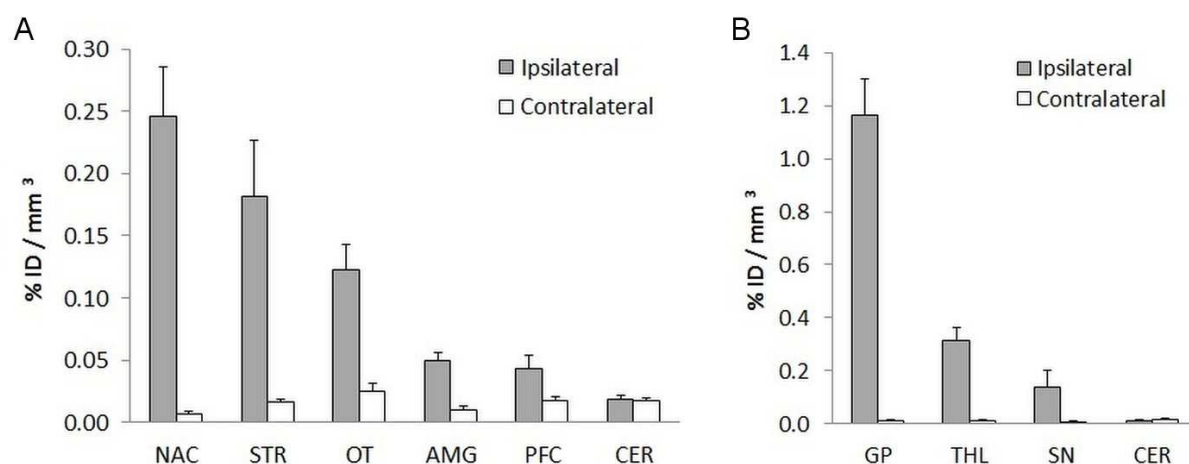 A
0.30
0.25
0.20
0.15
0.10
0.05
0.00
% ID / mm ³
Ipsilateral
Contralateral
NAC STR OT AMG PFC CER
B
1.4
1.2
1.0
0.8
0.6
0.4
0.2
0.0
% ID / mm ³
Ipsilateral
Contralateral
GP THL SN CER